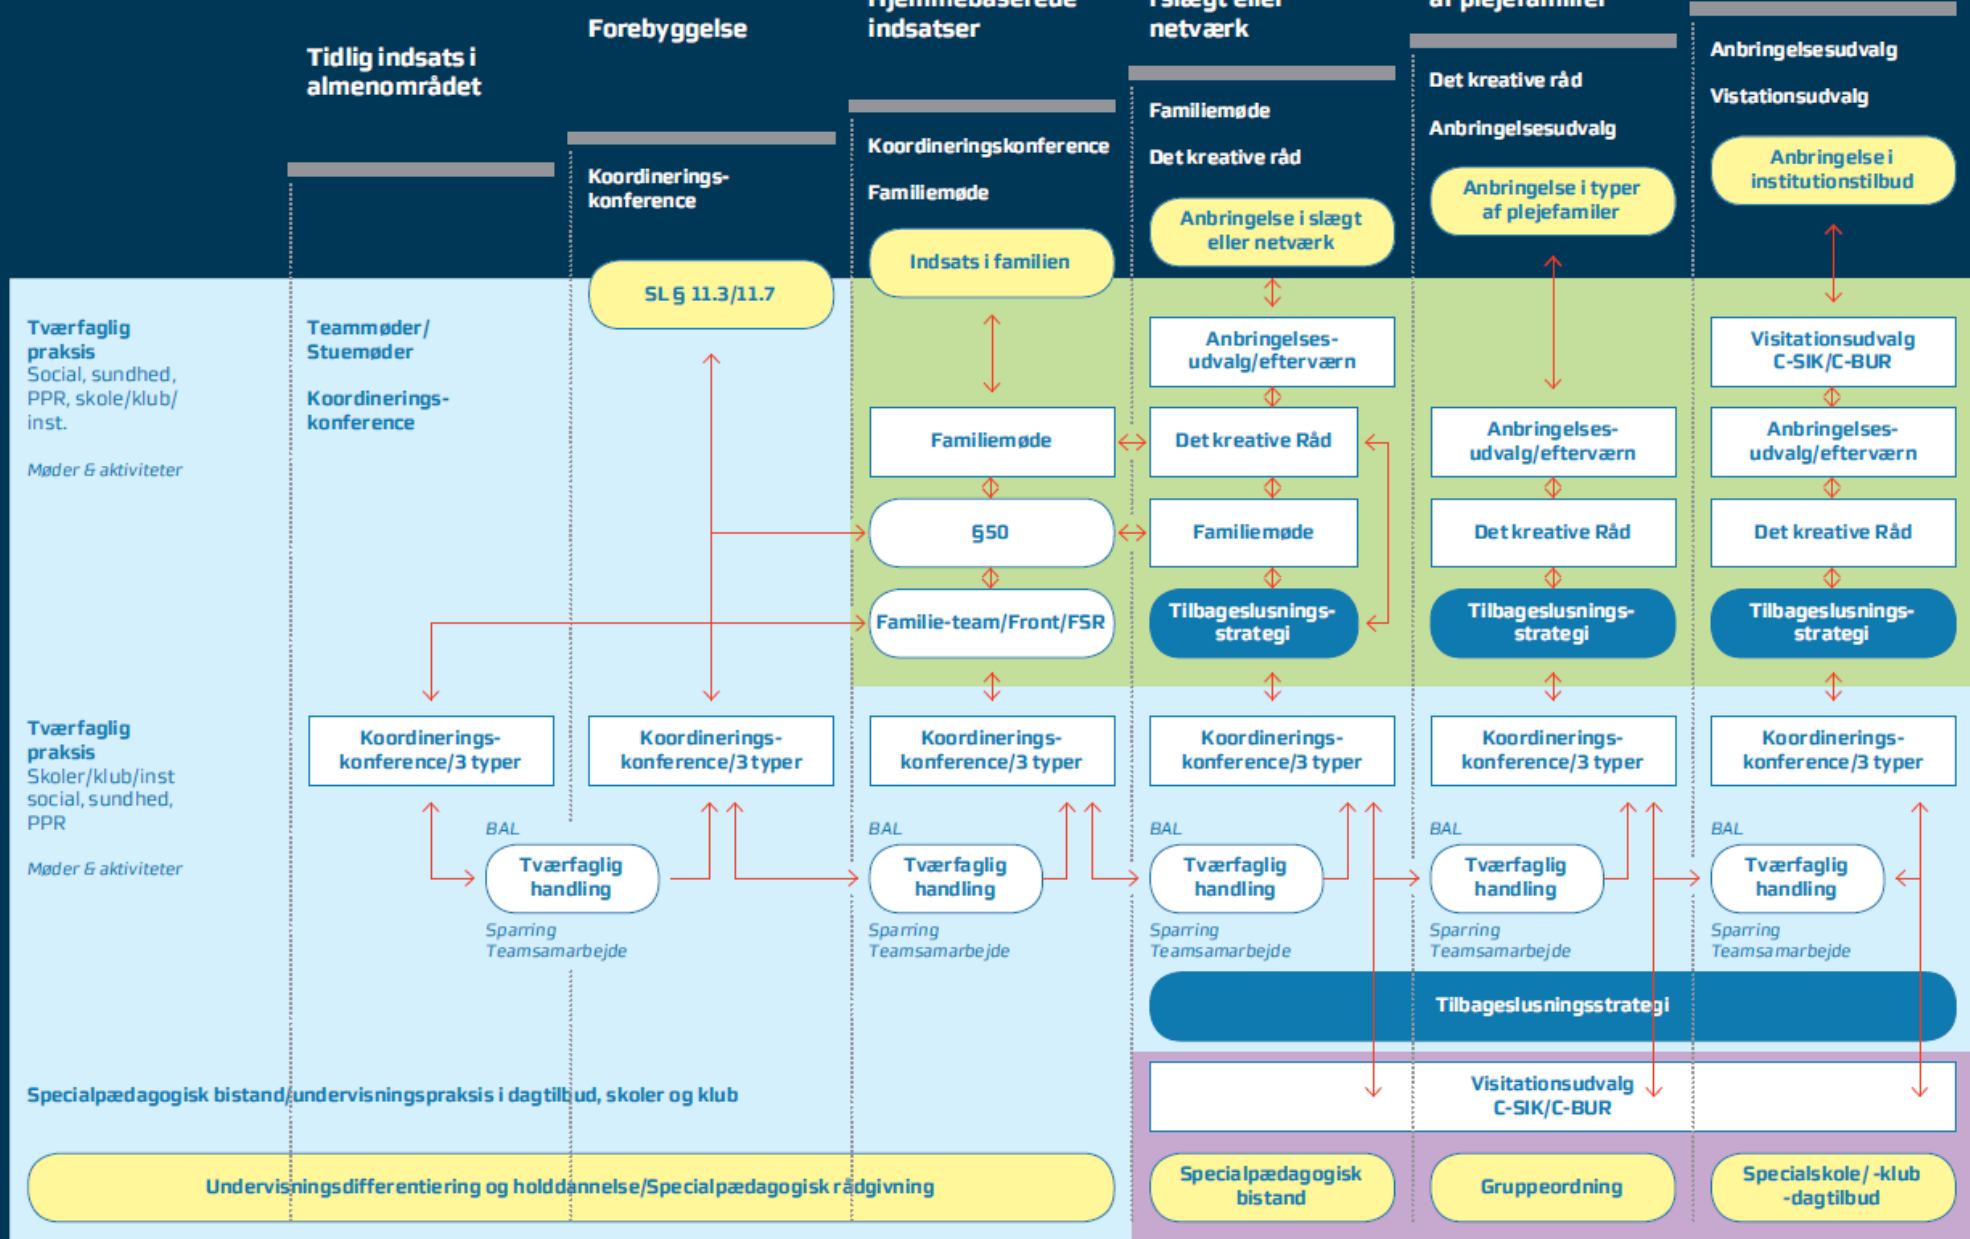 Tidlig indsats i
almenområdet
Forebyggelse
Koordinerings-
konference
SL § 11.3/11.7
Hjemmebaserede
indsatser
Koordineringskonference
Familiemøde
Indsats i familien
I slægt eller
netværk
Familiemøde
Det kreative råd
Anbringelse i slægt
eller netværk
af plejefamilier
Det kreative råd
Anbringelsesudvalg
Anbringelse i typer
af plejefamiler
Anbringelsesudvalg
Vistationsudvalg
Anbringelse i
institutionstilbud
Tværfaglig
praksis
Social, sundhed,
PPR, skole/klub/
inst.
Møder & aktiviteter
Teammøder/
Stuemøder
Koordinerings-
konference
Anbringelses-
udvalg/efterværn
Visitationsudvalg
C-SIK/C-BUR
Familiemøde
Det kreative Råd
Anbringelses-
udvalg/efterværn
Anbringelses-
udvalg/efterværn
§50
Familiemøde
Det kreative Råd
Det kreative Råd
Familie-team/Front/FSR
Tilbageslusnings-
strategi
Tilbageslusnings-
strategi
Tilbageslusnings-
strategi
Tværfaglig
praksis
Skoler/klub/inst
social, sundhed,
PPR
Møder & aktiviteter
Koordinerings-
konference/3 typer
Koordinerings-
konference/3 typer
Koordinerings-
konference/3 typer
Koordinerings-
konference/3 typer
Koordinerings-
konference/3 typer
Koordinerings-
konference/3 typer
BAL
Tværfaglig
handling
Sparring
Teamsamarbejde
BAL
Tværfaglig
handling
Sparring
Teamsamarbejde
BAL
Tværfaglig
handling
Sparring
Teamsamarbejde
BAL
Tværfaglig
handling
Sparring
Teamsamarbejde
BAL
Tværfaglig
handling
Sparring
Teamsamarbejde
Tilbageslusningsstrategi
Specialpædagogisk bistand/undervisningspraksis i dagtilbud, skoler og klub
Visitationsudvalg
C-SIK/C-BUR
Undervisningsdifferentiering og holddannelse/Specialpædagogisk rådgivning
Specialpædagogisk
bistand
Gruppeordning
Specialskole/ -klub
-dagtilbud